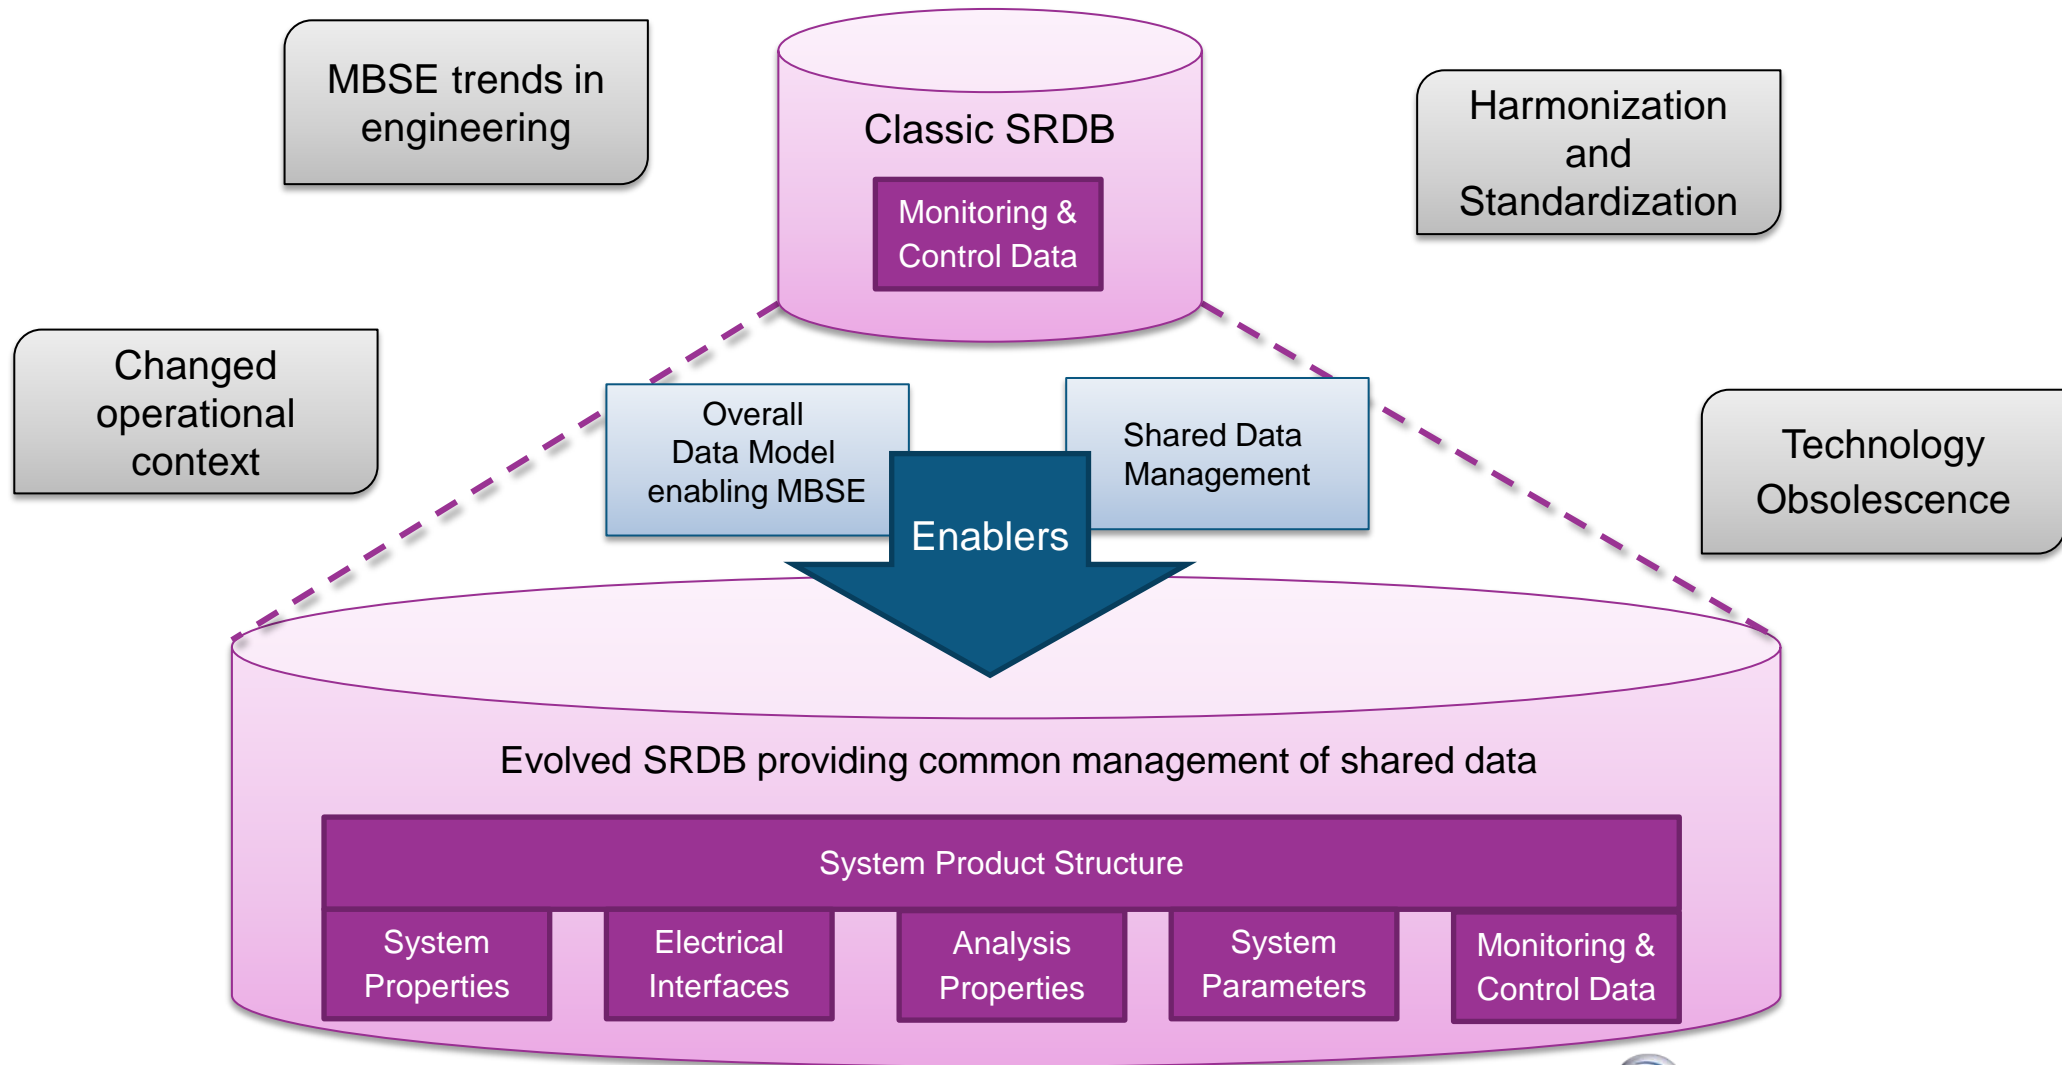 MBSE trends in
engineering
Classic SRDB
Monitoring &
Control Data
Harmonization
and
Standardization
Changed
operational
context
Overall
Data Model
enabling MBSE
Shared Data
Management
Enablers
Technology
Obsolescence
Evolved SRDB providing common management of shared data
System Product Structure
System
Properties
Electrical
Interfaces
Analysis
Properties
System
Parameters
Monitoring &
Control Data